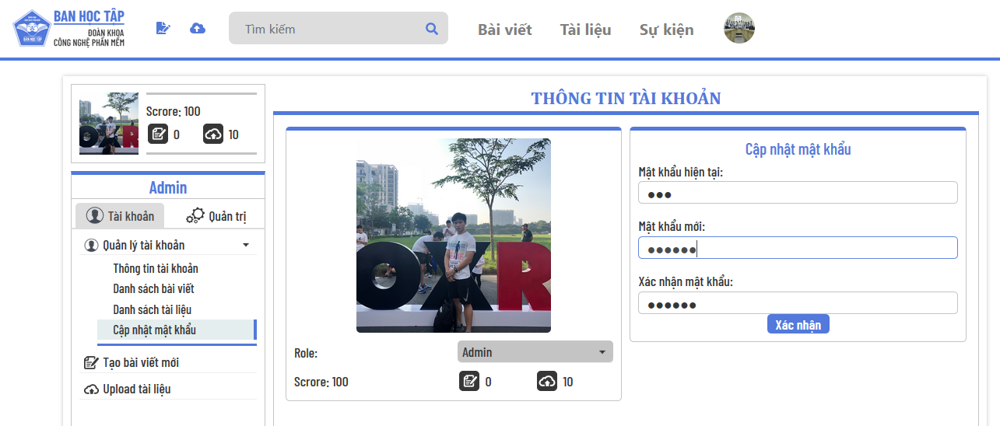 BAN HỌC TẬP
ĐOÀN KHOA
CÔNG NGHỆ PHẦN MỀM
BAN HỌC TẬP
Tìm kiếm
Bài viết
Tài liệu
Sự kiện
Scrore: 100
0
10
OXR
Admin
Tài khoản
Quản trị
Quản lý tài khoản
Thông tin tài khoản
Danh sách bài viết
Danh sách tài liệu
Cập nhật mật khẩu
Tạo bài viết mới
Upload tài liệu
THÔNG TIN TÀI KHOẢN
OXR
Role:
Admin
Scrore: 100
0
10
Cập nhật mật khẩu
Mật khẩu hiện tại:
●●●
Mật khẩu mới:
●●●●●●
Xác nhận mật khẩu:
●●●●●●
Xác nhận